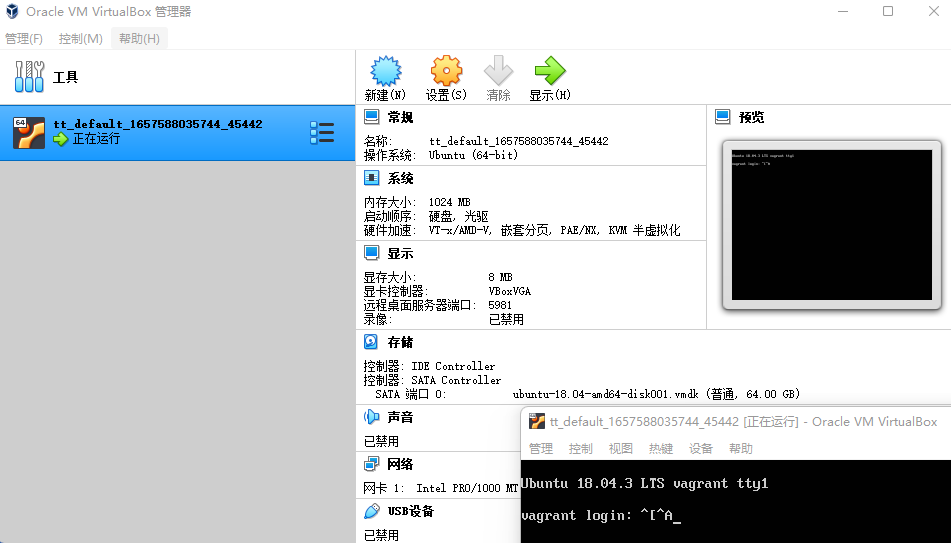 Oracle VM VirtualBox 管理器
管理(F) 控制(M) 帮助(H)
工具
新建(N) 设置(S) 清除 显示(H)
64
tt_default_1657588035744_45442
正在运行
常规
名称: tt_default_1657588035744_45442
操作系统: Ubuntu (64-bit)
系统
内存大小: 1024 MB
启动顺序: 硬盘, 光驱
硬件加速: VT-x/AMD-V, 嵌套分页, PAE/NX, KVM 半虚拟化
显示
显存大小: 8 MB
显卡控制器: VBoxVGA
远程桌面服务器端口: 5981
录像: 已禁用
预览
Ubuntu 18.04.3 LTS vagrant tty1
vagrant login: ^[^A
存储
控制器: IDE Controller
控制器: SATA Controller
SATA 端口 0: ubuntu-18.04-amd64-disk001.vmdk (普通, 64.00 GB)
声音
已禁用
网络
网卡 1: Intel PRO/1000 MT
USB设备
已禁用
tt_default_1657588035744_45442 [正在运行] - Oracle VM VirtualBox
管理 控制 视图 热键 设备 帮助
Ubuntu 18.04.3 LTS vagrant tty1
vagrant login: ^[^A_